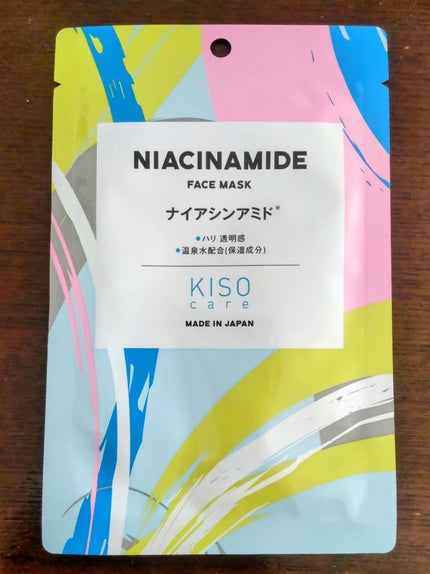 NIACINAMIDE
FACE MASK
ナイアシンアミド※
●ハリ 透明感
●温泉水配合(保湿成分)
KISO
care
MADE IN JAPAN